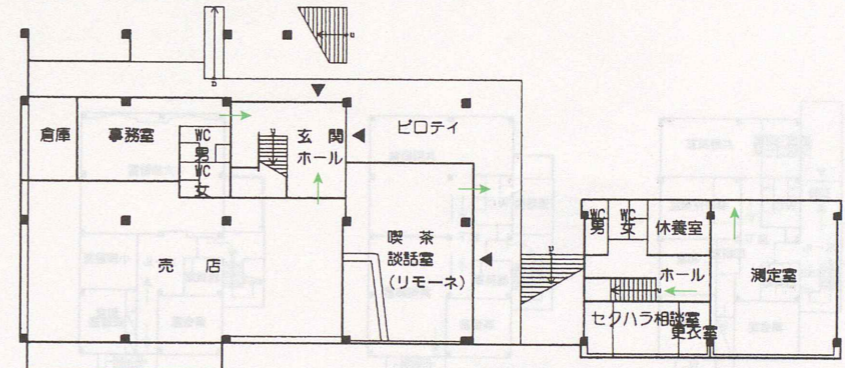 倉庫
事務室
WC
男
WC
女
玄関
ホール
ピロティ
売店
喫茶
談話室
(リモーネ)
WC
男
WC
女
休養室
ホール
測定室
セクハラ相談室
更衣室